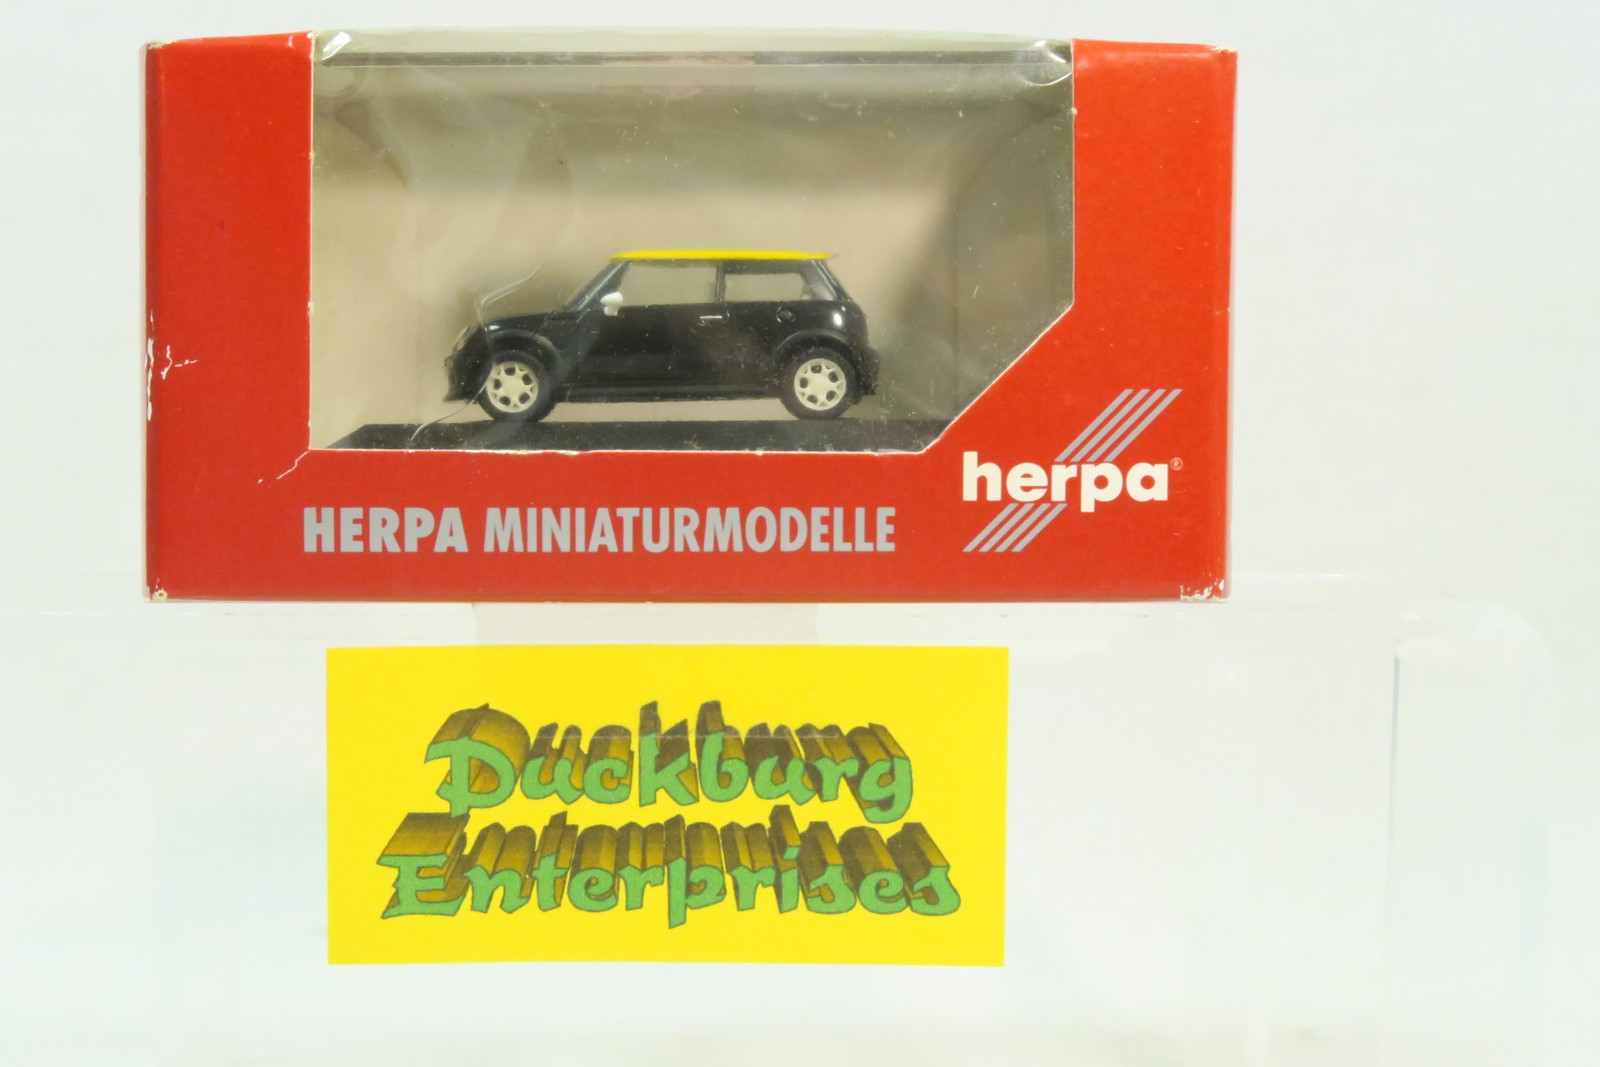 herpa®
HERPA MINIATURMODELLE
Duckburg
Enterprises